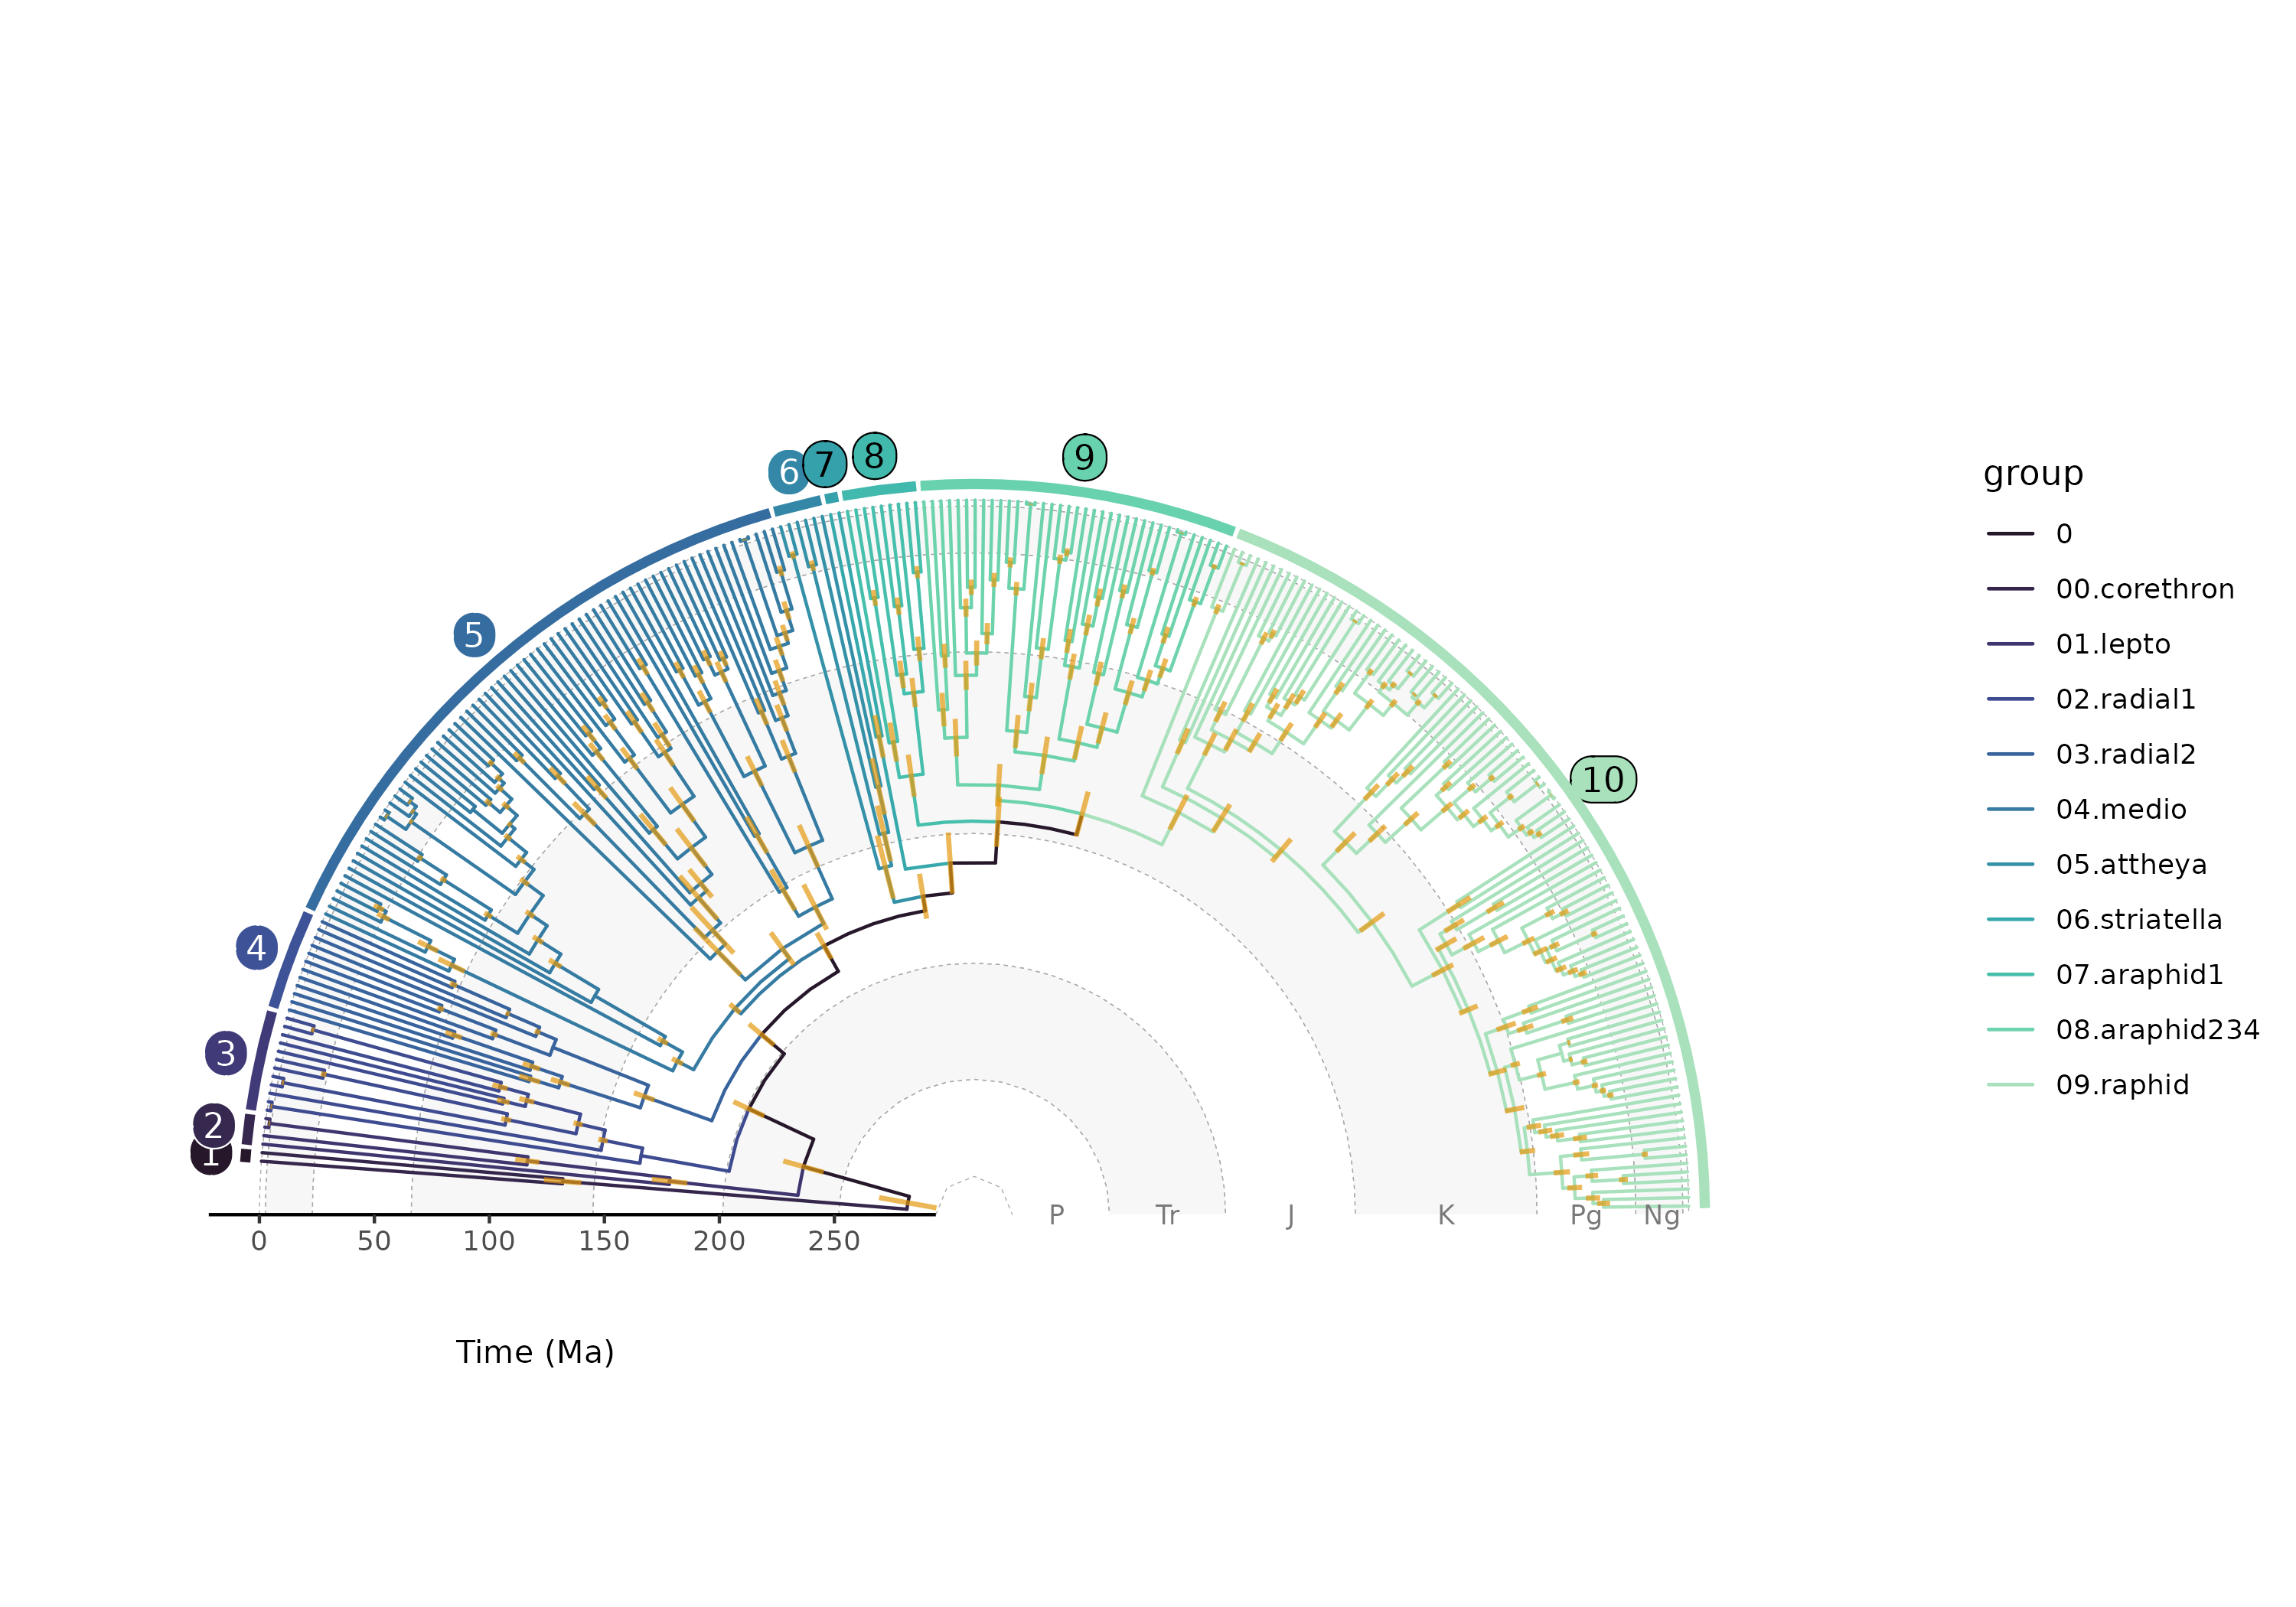 9
8
7
6
5
10
4
3
2
1
P Tr J K Pg Ng
0 50 100 150 200 250
Time (Ma)
group
0
00.corethron
01.lepto
02.radial1
03.radial2
04.medio
05.attheya
06.striatella
07.araphid1
08.araphid234
09.raphid